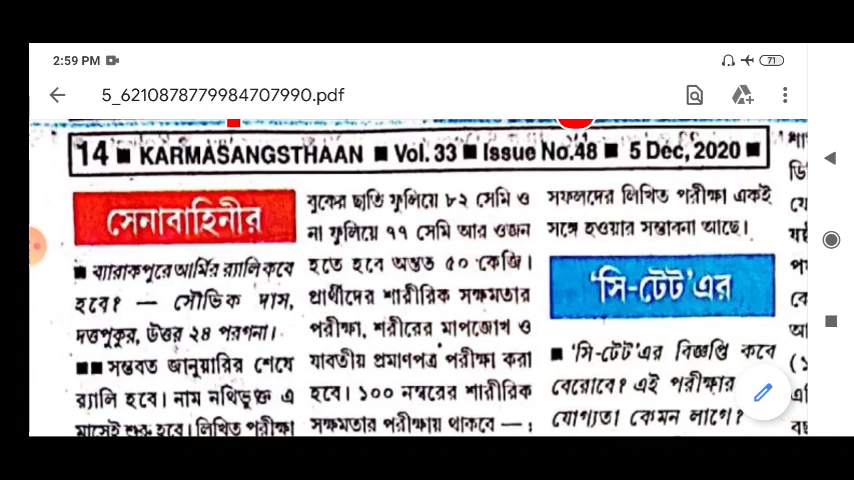 2:59 PM
71
5_6210878779984707990.pdf
14 ■ KARMASANGSTHAAN ■ Vol. 33 ■ Issue No.48 ■ 5 Dec, 2020 ■
সেনাবাহিনীর
■ ব্যারাকপুরে আর্মির র‍্যালি কবে
হবে? — সৌভিক দাস,
দত্তপুকুর, উত্তর ২৪ পরগনা।
■■ সম্ভবত জানুয়ারির শেষে
র‍্যালি হবে। নাম নথিভুক্ত এ
মাসেই শুরু হবে। লিখিত পরীক্ষা
বুকের ছাতি ফুলিয়ে ৮২ সেমি ও
না ফুলিয়ে ৭৭ সেমি আর ওজন
হতে হবে অন্তত ৫০ কেজি।
প্রার্থীদের শারীরিক সক্ষমতার
পরীক্ষা, শরীরের মাপজোখ ও
যাবতীয় প্রমাণপত্র পরীক্ষা করা
হবে। ১০০ নম্বরের শারীরিক
সক্ষমতার পরীক্ষায় থাকবে —:
সফলদের লিখিত পরীক্ষা একই
সঙ্গে হওয়ার সম্ভাবনা আছে।
'সি-টেট'এর
■ 'সি-টেট'এর বিজ্ঞপ্তি কবে
বেরোবে? এই পরীক্ষার
যোগ্যতা কেমন লাগে?